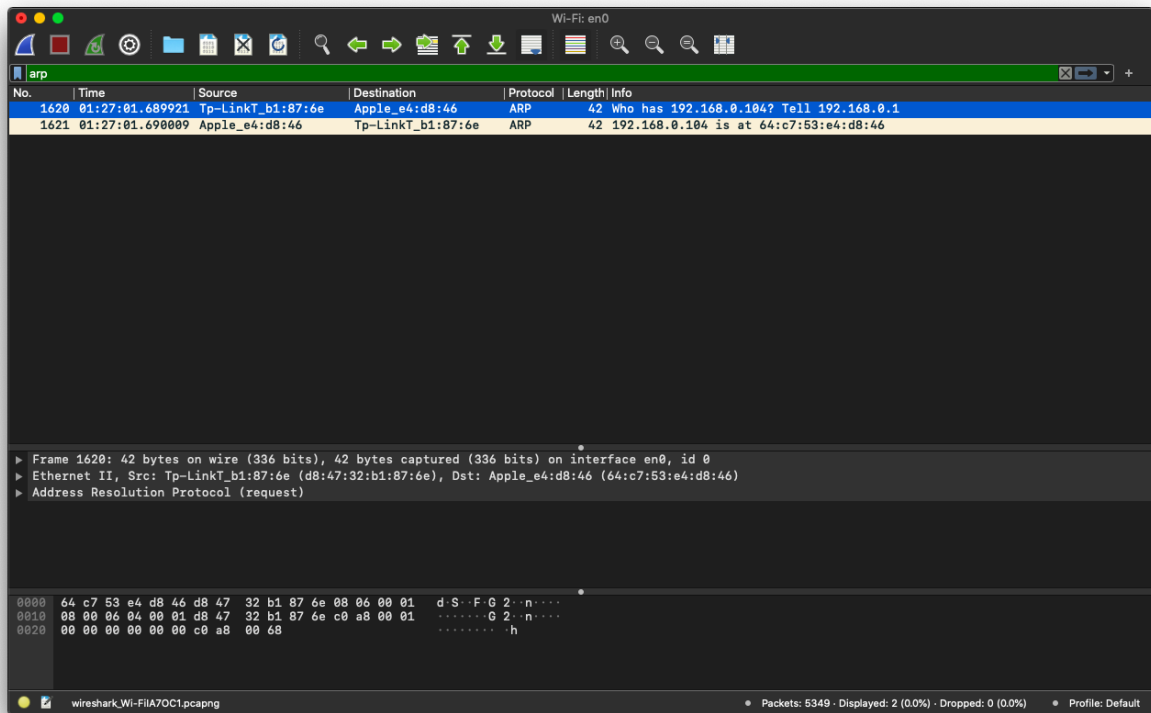 Wi-Fi: en0
arp
No. Time Source Destination Protocol Length Info
1620 01:27:01.689921 Tp-LinkT_b1:87:6e Apple_e4:d8:46 ARP 42 Who has 192.168.0.104? Tell 192.168.0.1
1621 01:27:01.690009 Apple_e4:d8:46 Tp-LinkT_b1:87:6e ARP 42 192.168.0.104 is at 64:c7:53:e4:d8:46
Frame 1620: 42 bytes on wire (336 bits), 42 bytes captured (336 bits) on interface en0, id 0
Ethernet II, Src: Tp-LinkT_b1:87:6e (d8:47:32:b1:87:6e), Dst: Apple_e4:d8:46 (64:c7:53:e4:d8:46)
Address Resolution Protocol (request)
0000 64 c7 53 e4 d8 46 d8 47 32 b1 87 6e 08 06 00 01 d·S··F·G 2··n····
0010 08 00 06 04 00 01 d8 47 32 b1 87 6e c0 a8 00 01 ·······G 2··n····
0020 00 00 00 00 00 00 c0 a8 00 68 ········ ·h
wireshark_Wi-FiIA7OC1.pcapng Packets: 5349 · Displayed: 2 (0.0%) · Dropped: 0 (0.0%) Profile: Default